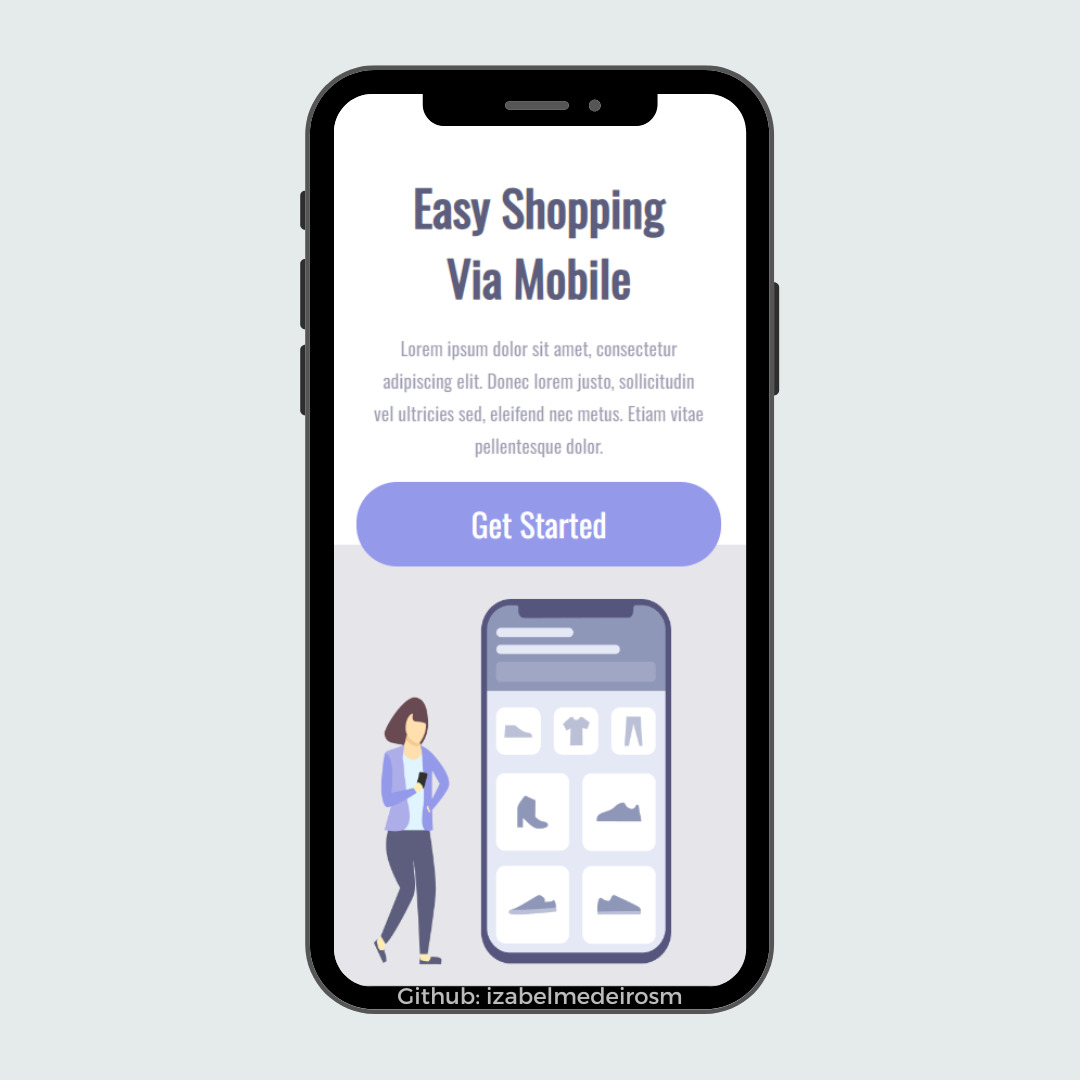 Easy Shopping
Via Mobile
Lorem ipsum dolor sit amet, consectetur
adipiscing elit. Donec lorem justo, sollicitudin
vel ultricies sed, eleifend nec metus. Etiam vitae
pellentesque dolor.
Get Started
Github: izabelmedeirosm